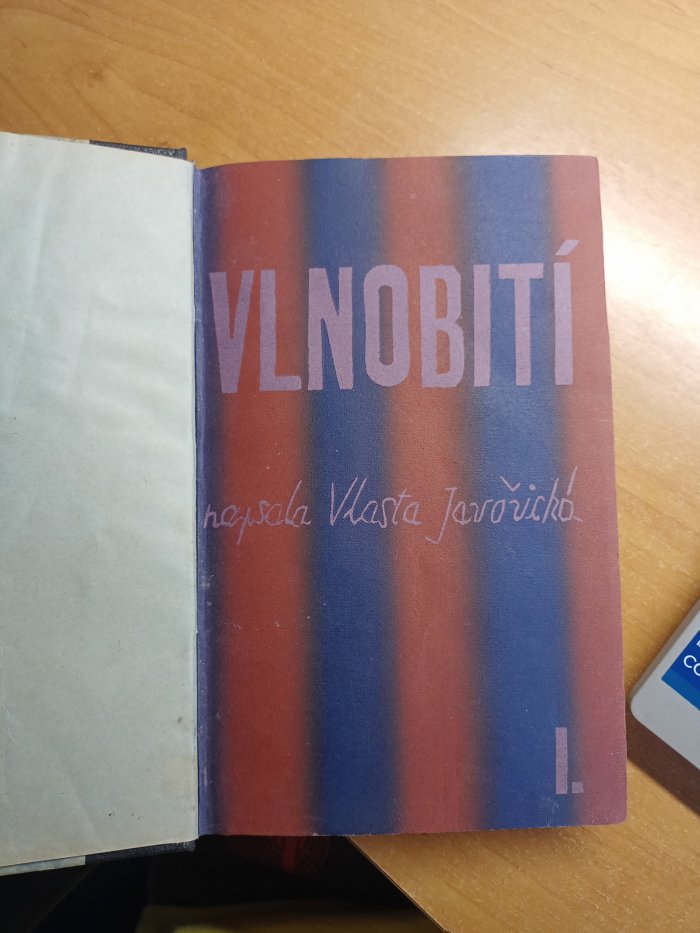 VLNOBITÍ
napsala Vlasta Javořická
I.